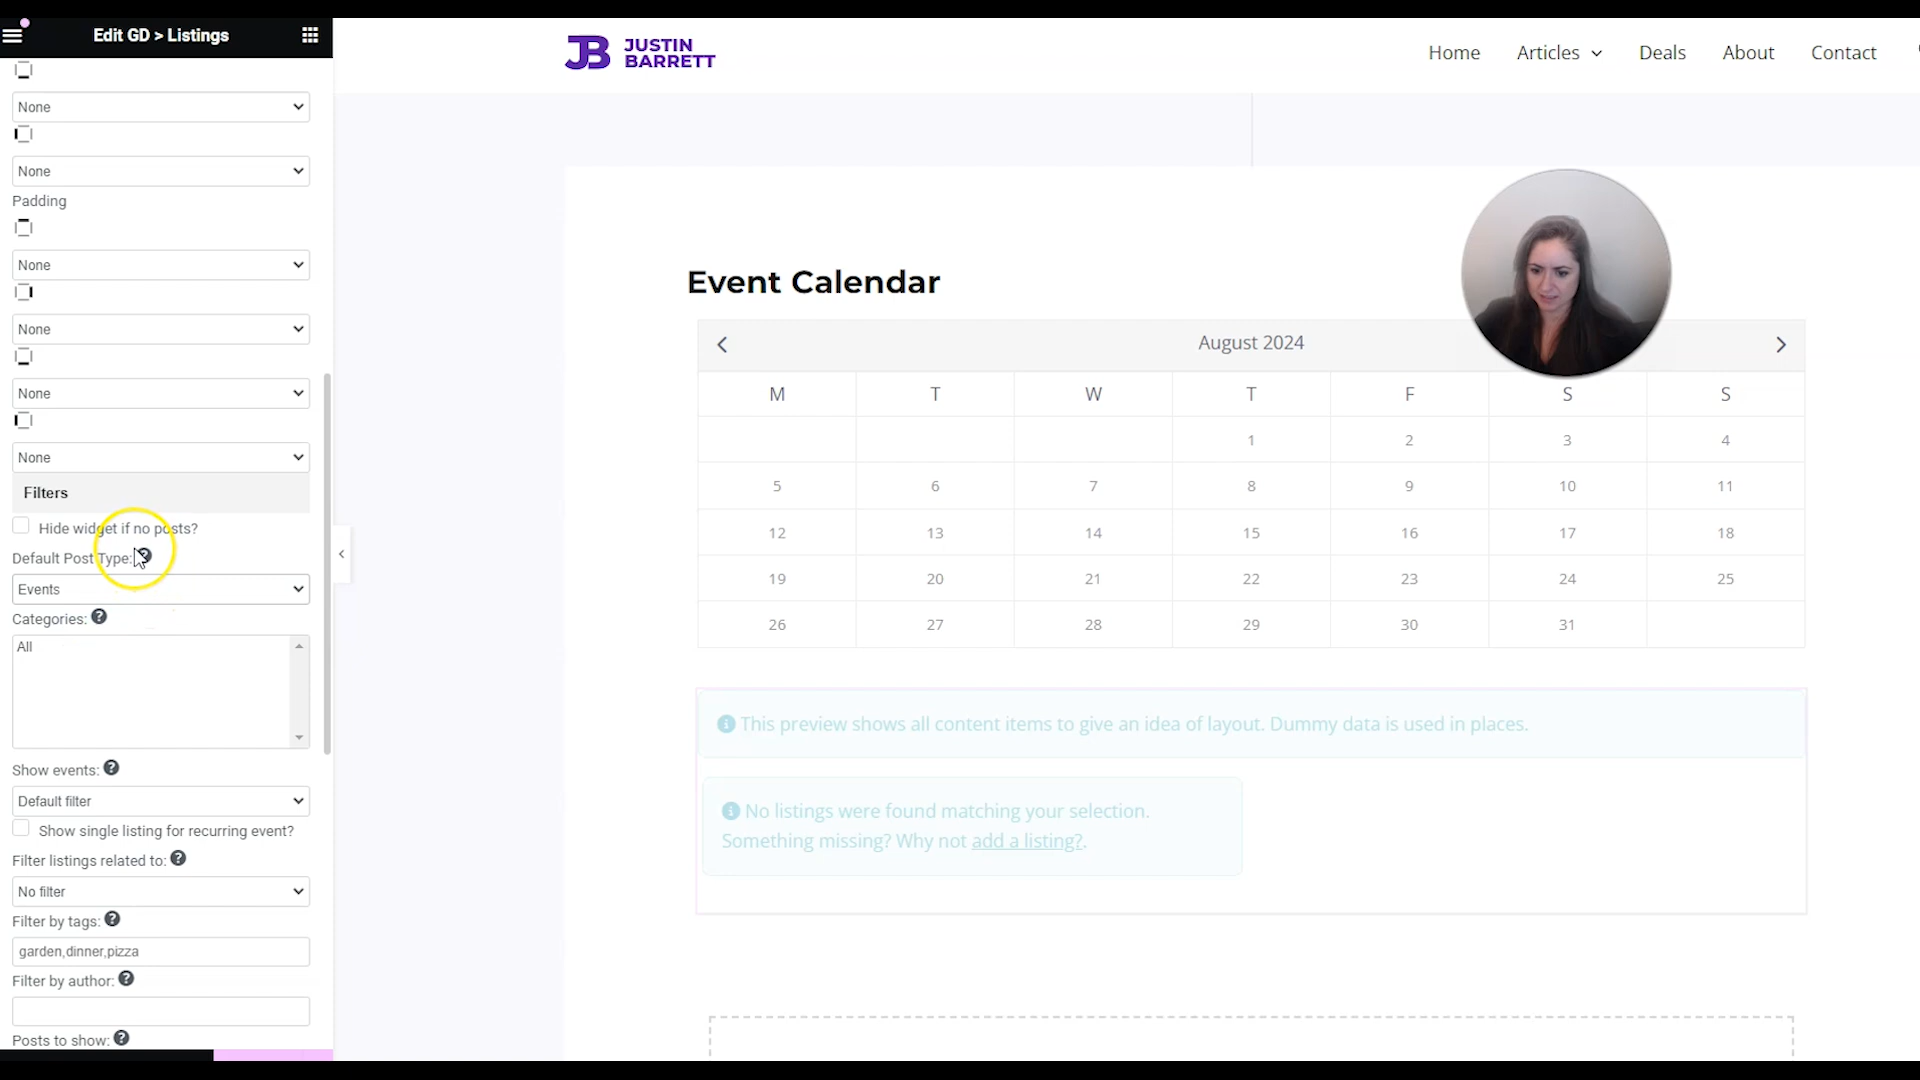 Edit GD > Listings
None
None
Padding
None
None
None
None
Filters
Hide widget if no posts?
Default Post Type:
Events
Categories:
All
Show events:
Default filter
Show single listing for recurring event?
Filter listings related to:
No filter
Filter by tags:
garden,dinner,pizza
Filter by author:
Posts to show:
JB JUSTIN
BARRETT
Home Articles Deals About Contact
Event Calendar
August 2024
M T W T F S S
1 2 3 4
5 6 7 8 9 10 11
12 13 14 15 16 17 18
19 20 21 22 23 24 25
26 27 28 29 30 31
This preview shows all content items to give an idea of layout. Dummy data is used in places.
No listings were found matching your selection.
Something missing? Why not add a listing?.